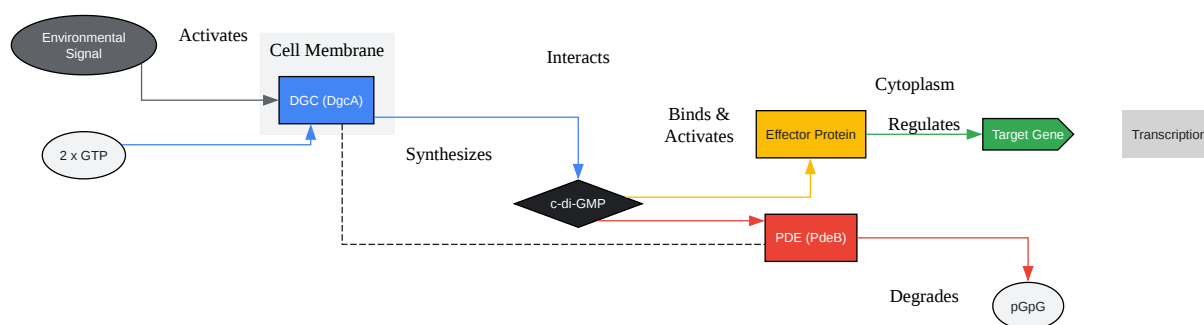 Environmental
Signal
Activates
Cell Membrane
DGC (DgcA)
2 x GTP
Synthesizes
Interacts
c-di-GMP
Binds &
Activates
Effector Protein
Cytoplasm
Regulates
Target Gene
Transcription
PDE (PdeB)
Degrades
pGpG